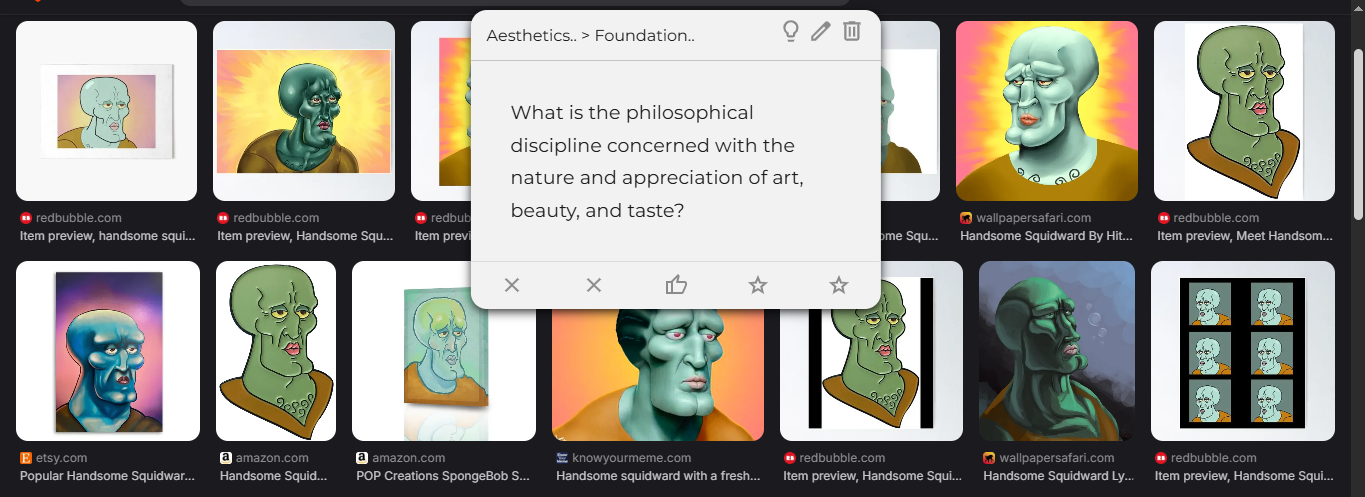 Aesthetics.. > Foundation..
What is the philosophical
discipline concerned with the
nature and appreciation of art,
beauty, and taste?
redbubble.com
Item preview, handsome squi...
redbubble.com
Item preview, Handsome Squ...
redbub
Item previ
ome Squ...
wallpapersafari.com
Handsome Squidward By Hit...
redbubble.com
Item preview, Meet Handsom...
etsy.com
Popular Handsome Squidwar...
amazon.com
Handsome Squid...
amazon.com
POP Creations SpongeBob S...
knowyourmeme.com
Handsome squidward with a fresh...
redbubble.com
Item preview, Handsome Squi...
wallpapersafari.com
Handsome Squidward Ly...
redbubble.com
Item preview, Handsome Squi...